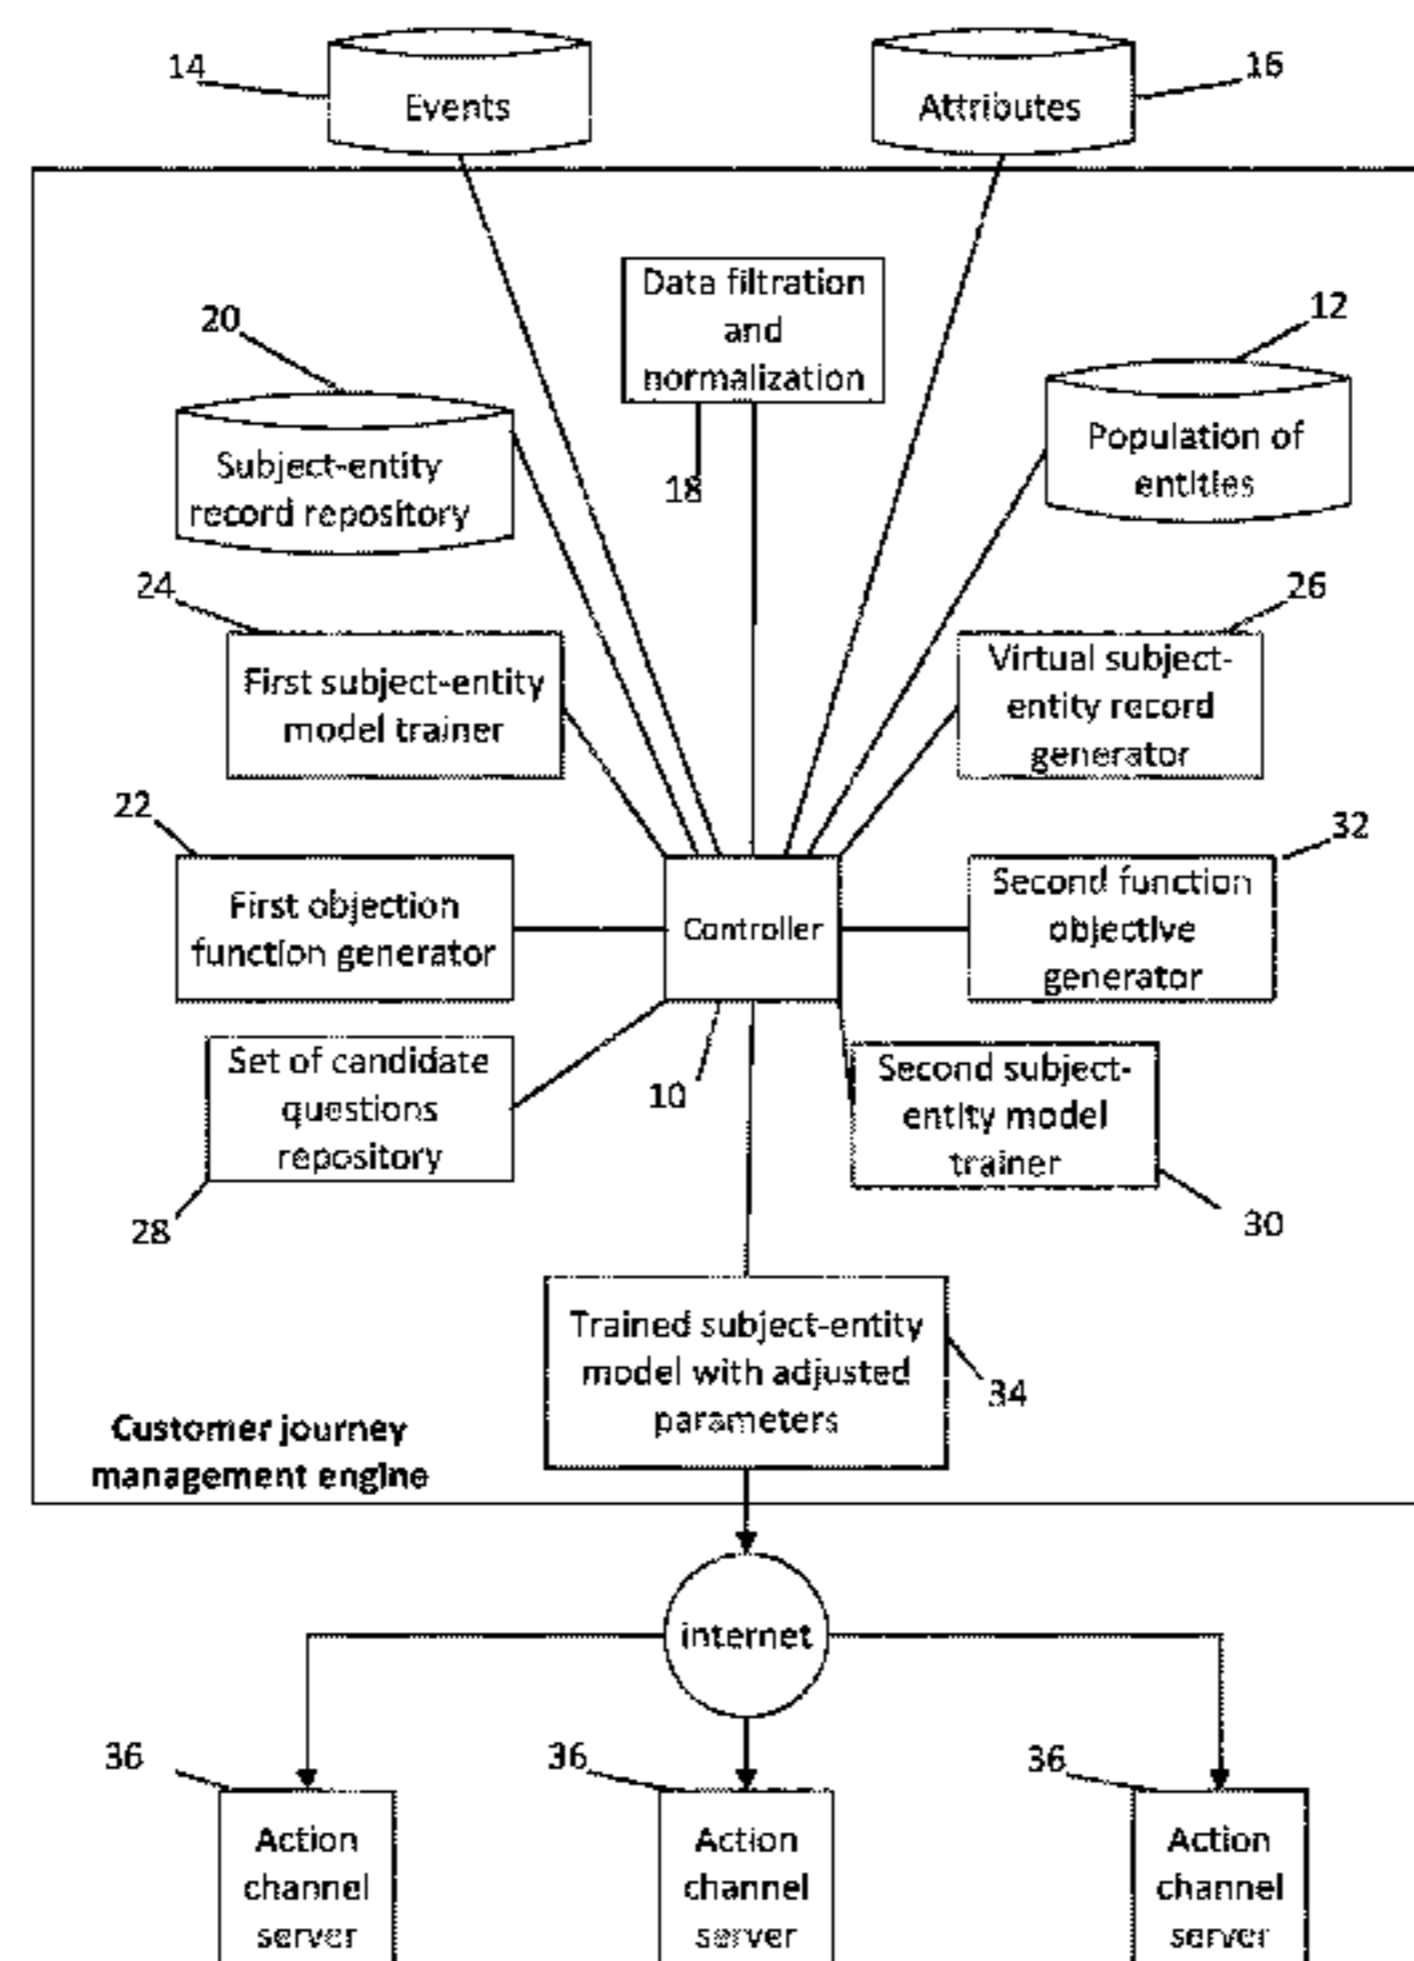 14
Events
Attributes
16
Data filtration
and
normalization
18
20
Subject-entity
record repository
12
Population of
entities
24
First subject-entity
model trainer
26
Virtual subject-
entity record
generator
22
First objection
function generator
Controller
10
32
Second function
objective
generator
Set of candidate
questions
repository
28
Second subject-
entity model
trainer
30
Trained subject-entity
model with adjusted
parameters
34
Customer journey
management engine
internet
36
Action
channel
server
36
Action
channel
server
36
Action
channel
server